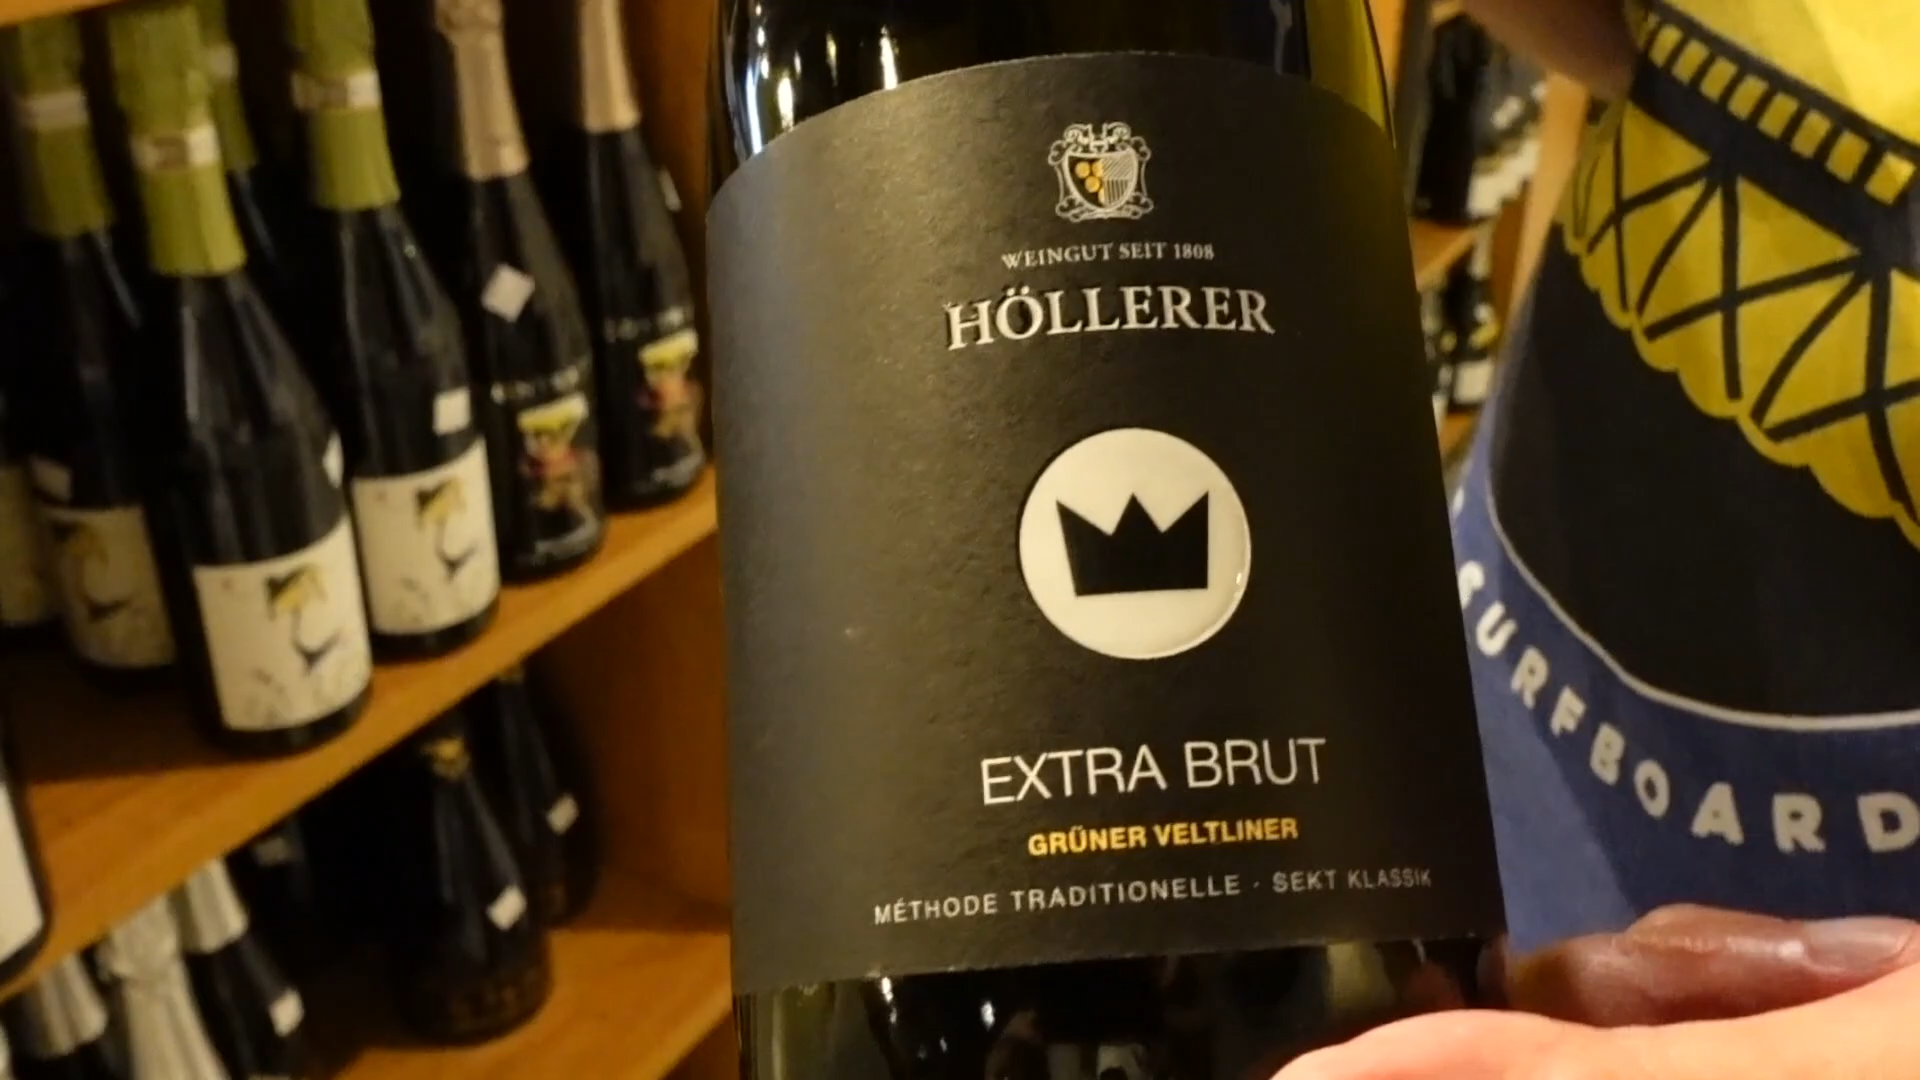 WEINGUT SEIT 1808
HÖLLERER
EXTRA BRUT
GRÜNER VELTLINER
MÉTHODE TRADITIONELLE · SEKT KLASSIK
SURFBOARD